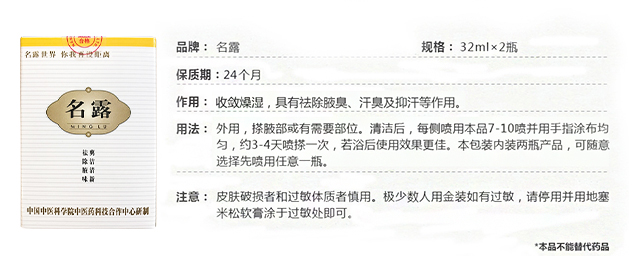 名露世界 你我再没距离
名露
MING LU
祛除腋味
典洁清新
中国中医科学院中医药科技合作中心研制
品牌: 名露
规格: 32ml×2瓶
保质期: 24个月
作用: 收敛燥湿,具有祛除腋臭、汗臭及抑汗等作用。
用法: 外用,搽腋部或有需要部位。清洁后,每侧喷用本品7-10喷并用手指涂布均
匀,约3-4天喷搽一次,若浴后使用效果更佳。本包装内装两瓶产品,可随意
选择先喷用任意一瓶。
注意: 皮肤破损者和过敏体质者慎用。极少数人用金装如有过敏,请停用并用地塞
米松软膏涂于过敏处即可。
*本品不能替代药品